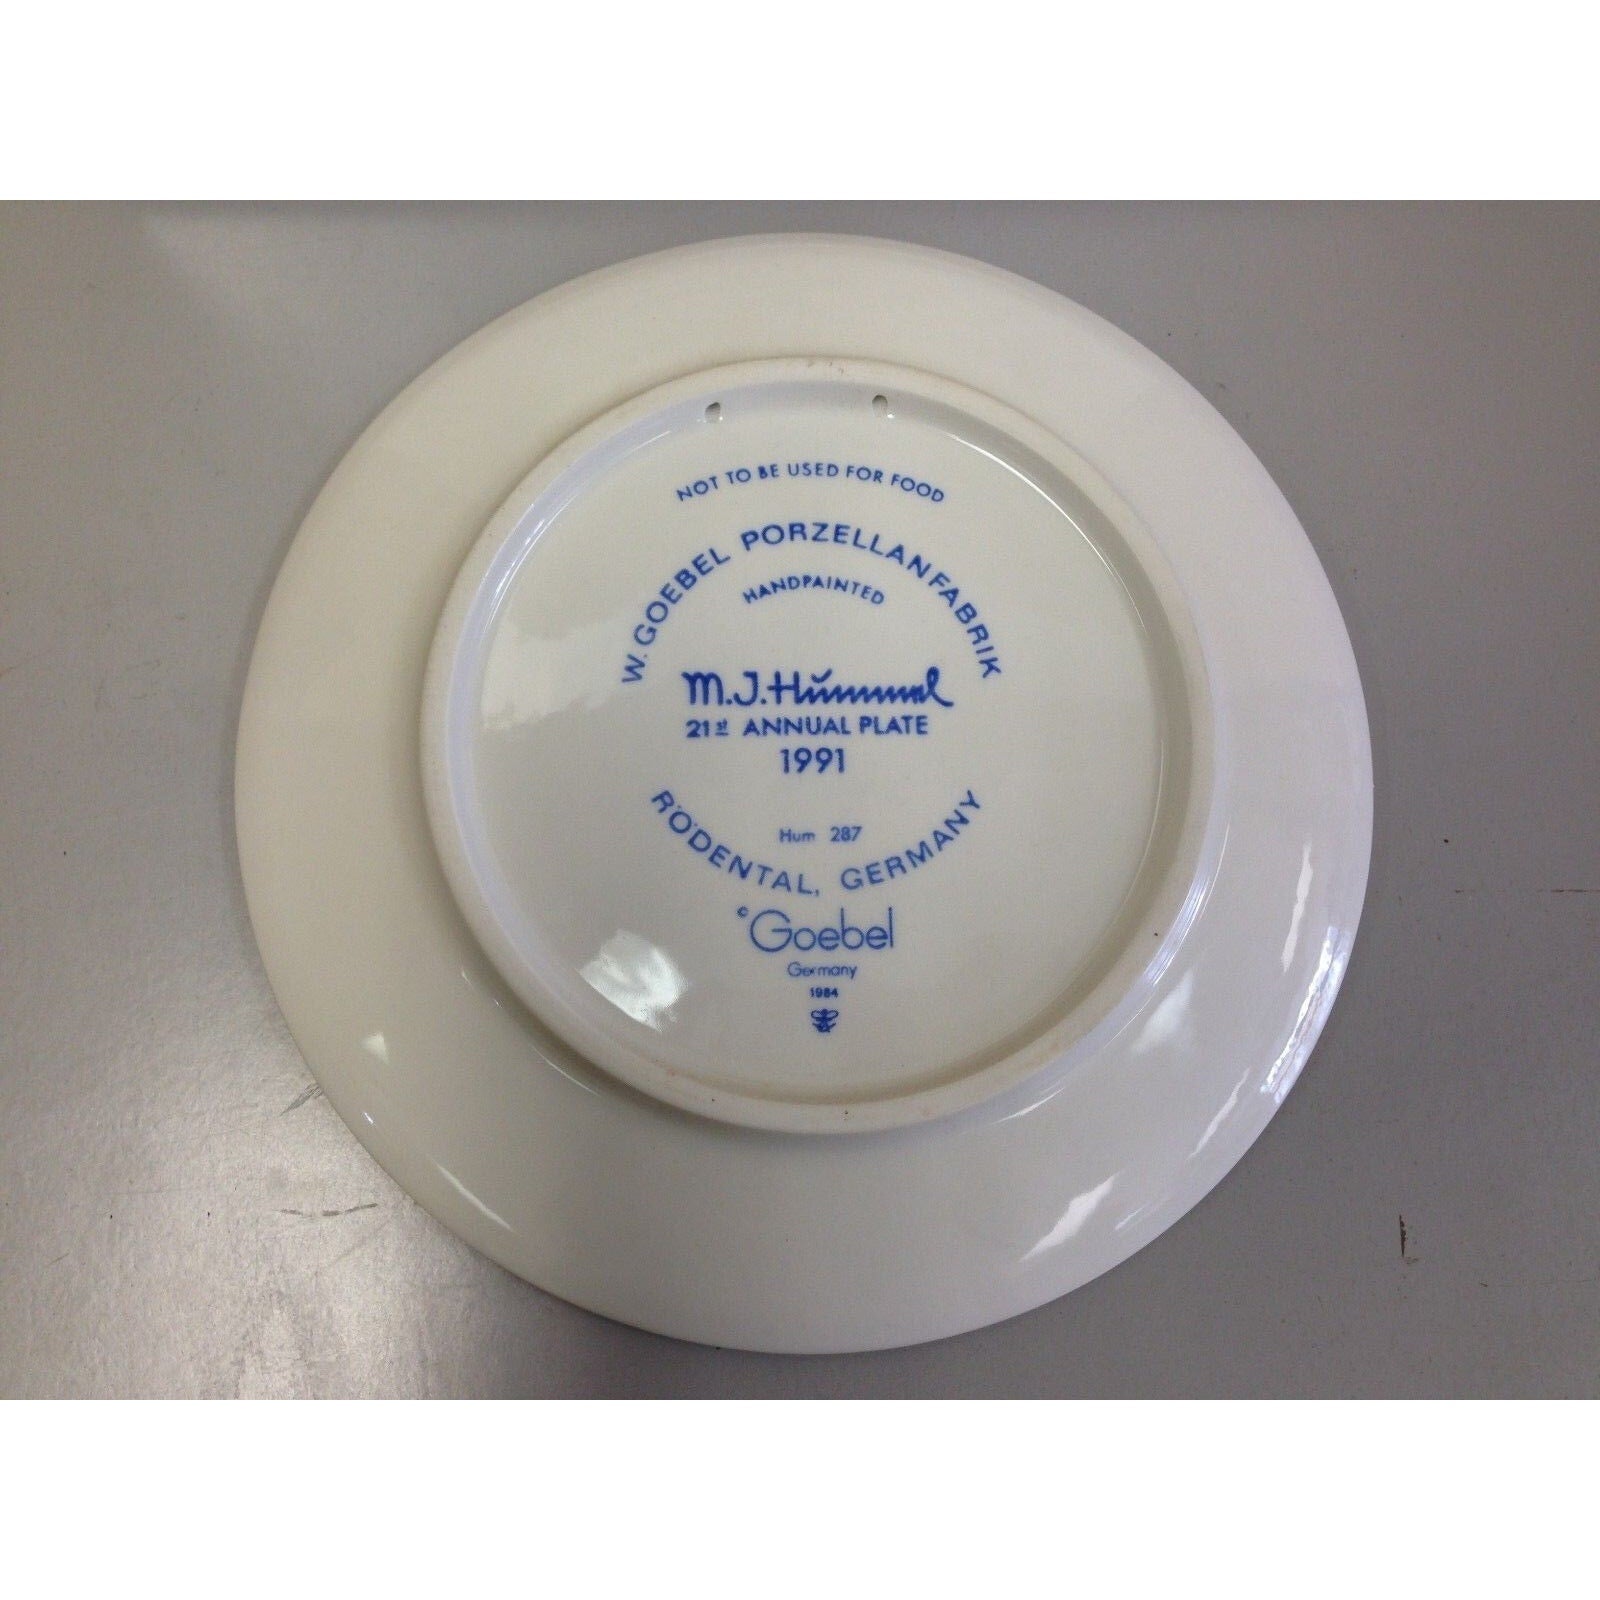 NOT TO BE USED FOR FOOD
W. GOEBEL PORZELLANFABRIK
HANDPAINTED
M.J. Hummel
21st ANNUAL PLATE
1991
Hum 287
RÖDENTAL, GERMANY
© Goebel
Germany
1984